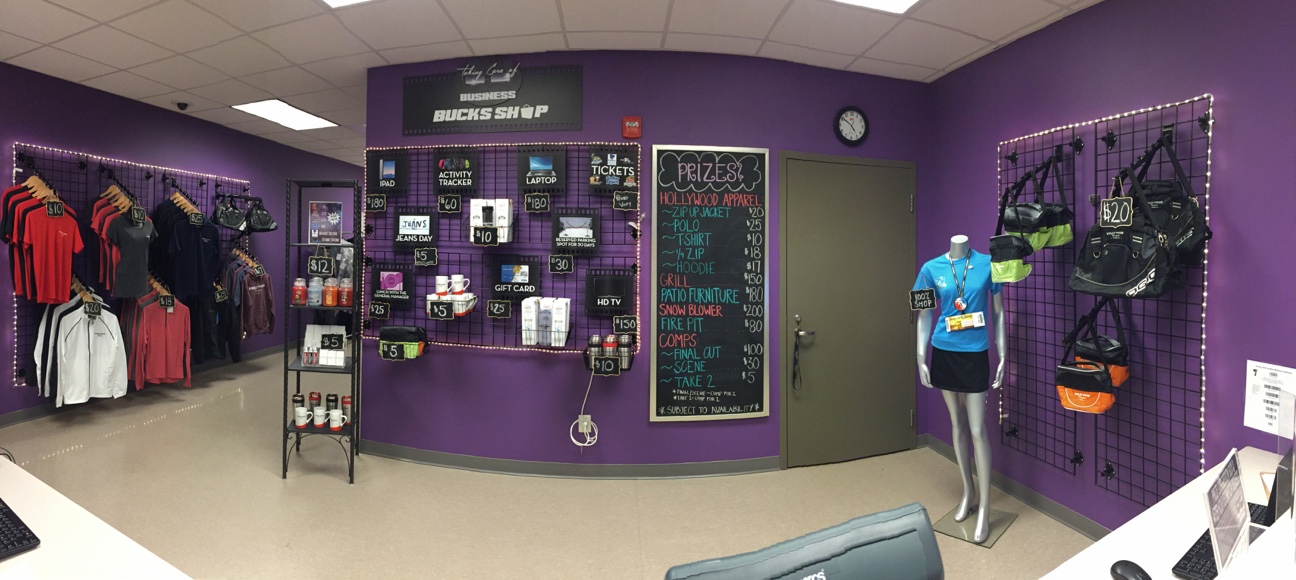 taking Care of
BUSINESS
BUCKS SHOP
$10
$20
$12
$5
IPAD
$180
ACTIVITY
TRACKER
$60
LAPTOP
$180
TICKETS
JEANS
JEANS DAY
$5
$10
RESERVED PARKING
SPOT FOR 30 DAYS
$30
LUNCH WITH THE
GENERAL MANAGER
$25
$5
GIFT CARD
$25
HD TV
$150
$5
$10
PRIZES!
HOLLYWOOD APPAREL
~ZIP UP JACKET $20
~POLO $25
~T-SHIRT $10
~1/4 ZIP $18
~HOODIE $17
GRILL $150
PATIO FURNITURE $180
SNOW BLOWER $200
FIRE PIT $80
COMPS
~FINAL CUT $100
~SCENE $30
~TAKE 2 $5
*SUBJECT TO AVAILABILITY*
SHOP
$20